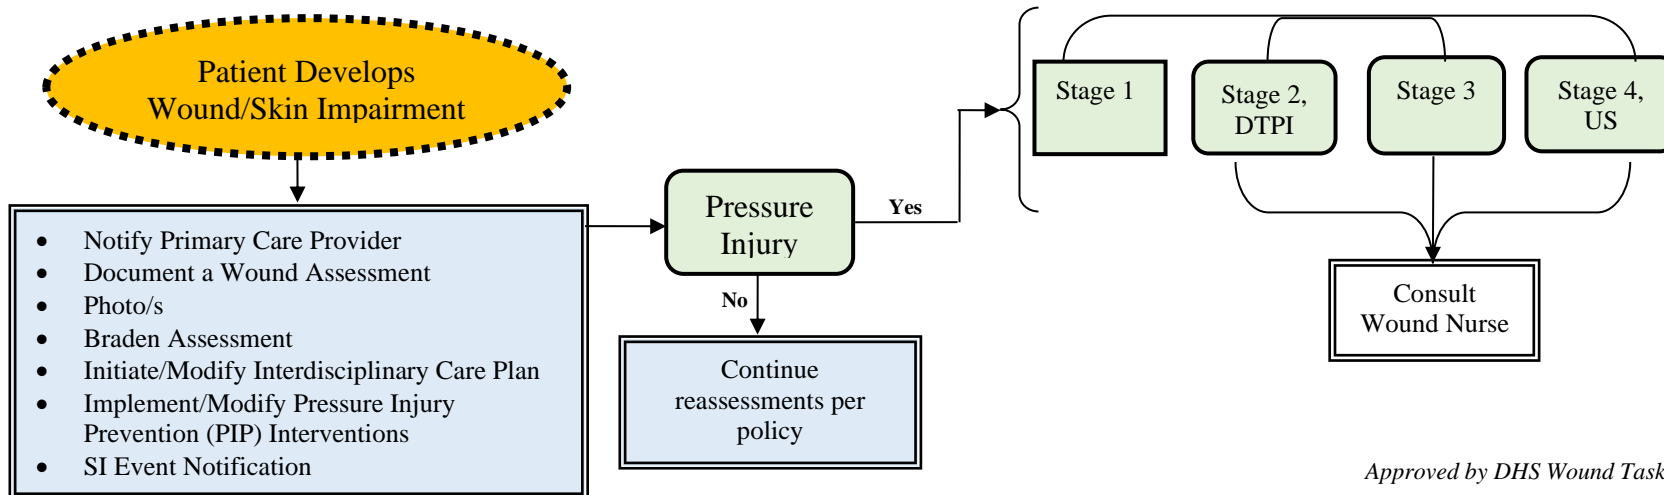 Patient Develops
Wound/Skin Impairment
• Notify Primary Care Provider
• Document a Wound Assessment
• Photo/s
• Braden Assessment
• Initiate/Modify Interdisciplinary Care Plan
• Implement/Modify Pressure Injury
Prevention (PIP) Interventions
• SI Event Notification
Pressure
Injury
Yes
No
Continue
reassessments per
policy
Stage 1
Stage 2,
DTPI
Stage 3
Stage 4,
US
Consult
Wound Nurse
Approved by DHS Wound Task